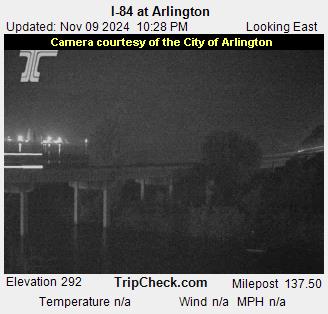 I-84 at Arlington
Updated: Nov 09 2024 10:28 PM Looking East
Camera courtesy of the City of Arlington
Elevation 292 TripCheck.com Milepost 137.50
Temperature n/a Wind n/a MPH n/a